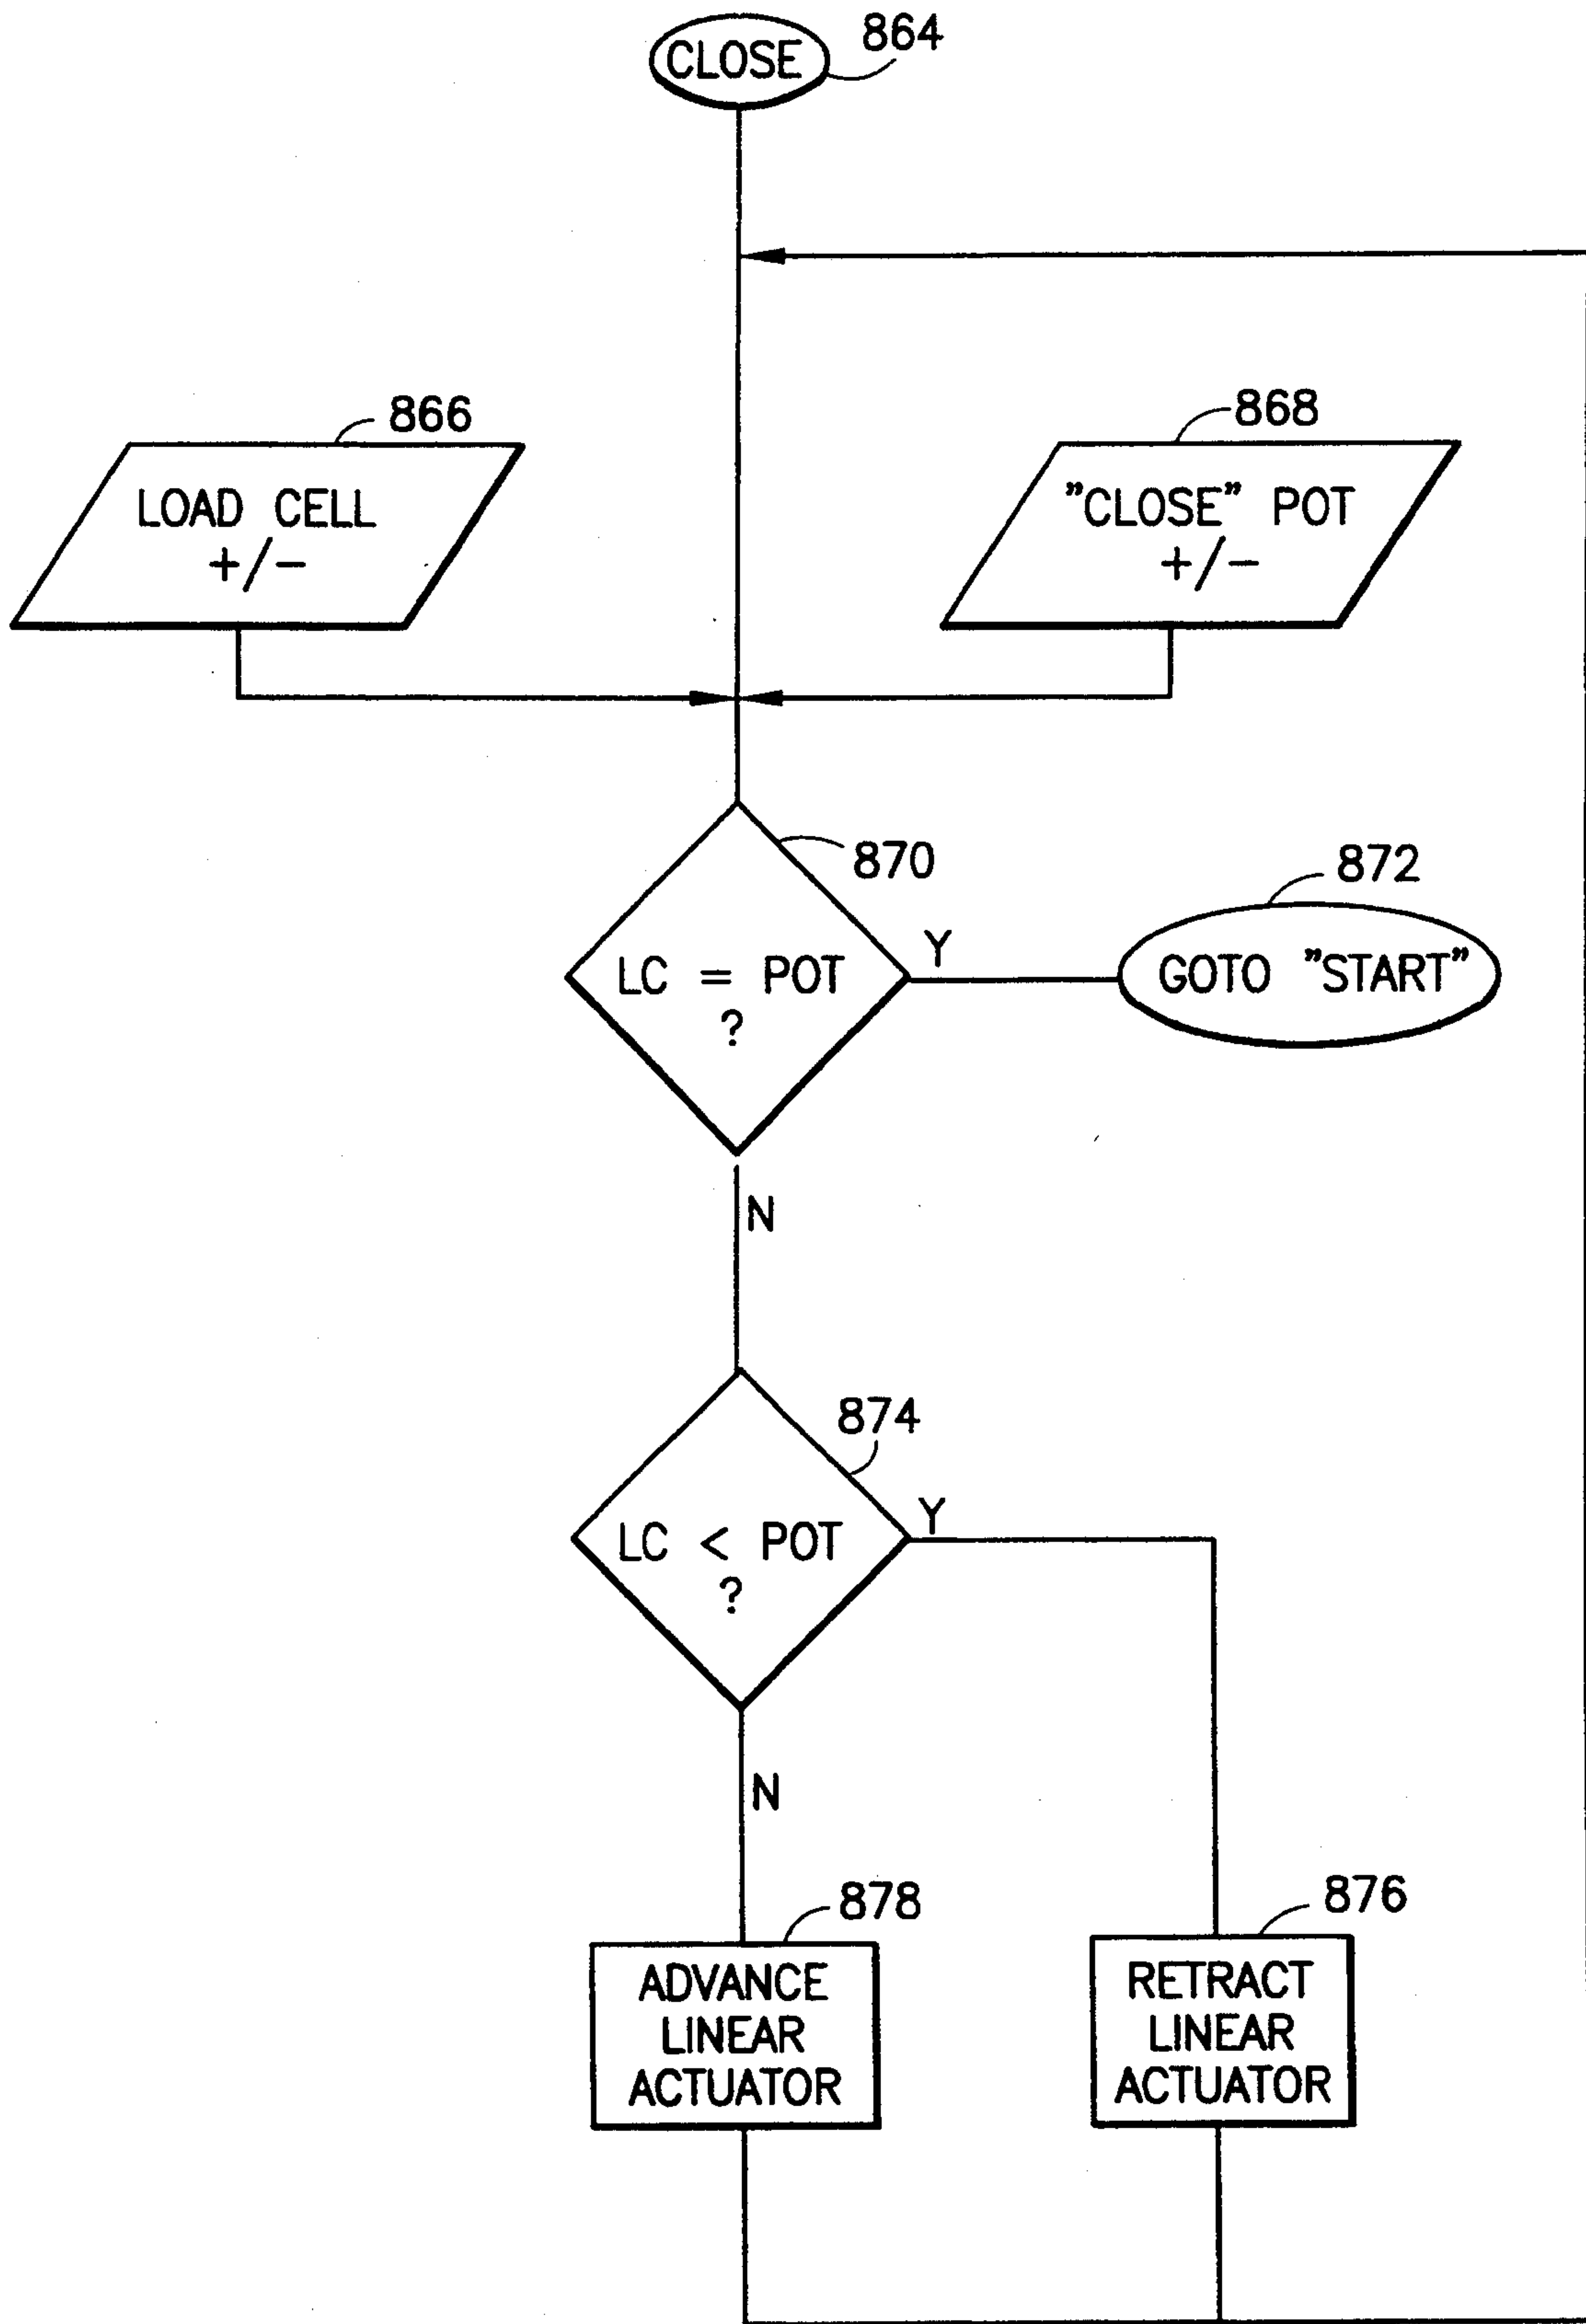 CLOSE
864
866
LOAD CELL
+/-
868
"CLOSE" POT
+/-
870
LC = POT
?
Y
872
GOTO "START"
N
874
LC < POT
?
Y
N
878
ADVANCE
LINEAR
ACTUATOR
876
RETRACT
LINEAR
ACTUATOR